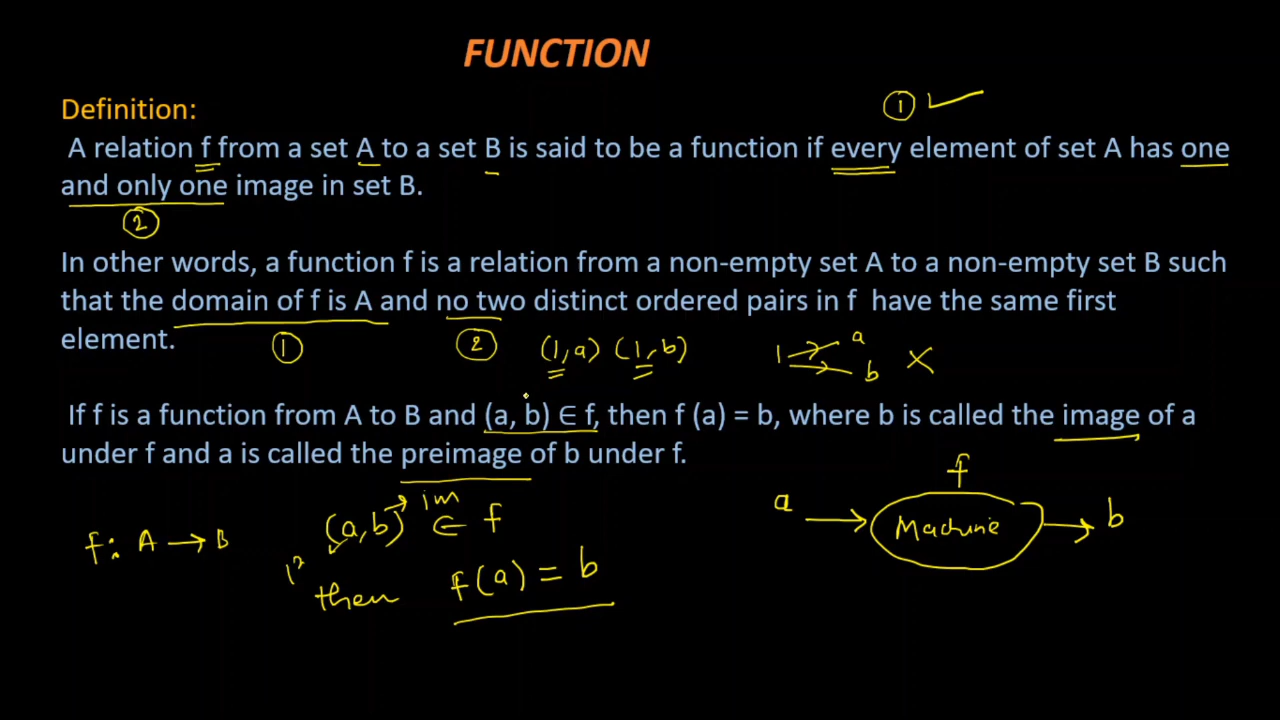 FUNCTION
Definition:
①
A relation f from a set A to a set B is said to be a function if every element of set A has one
and only one image in set B.
②
In other words, a function f is a relation from a non-empty set A to a non-empty set B such
that the domain of f is A and no two distinct ordered pairs in f have the same first
element.
① ② (1,a) (1,b) 1 a b
If f is a function from A to B and (a, b) ∈ f, then f (a) = b, where b is called the image of a
under f and a is called the preimage of b under f.
f: A → B
(a,b) → im ∈ f
then f(a) = b
f
a → Machine → b